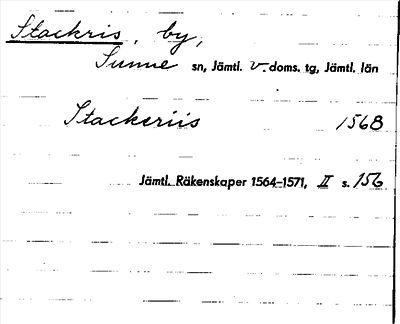 Stackris, by,
Sunne sn, Jämtl. v. doms. tg, Jämtl. län
Stackeriis 1568
Jämtl. Räkenskaper 1564-1571, II s. 156